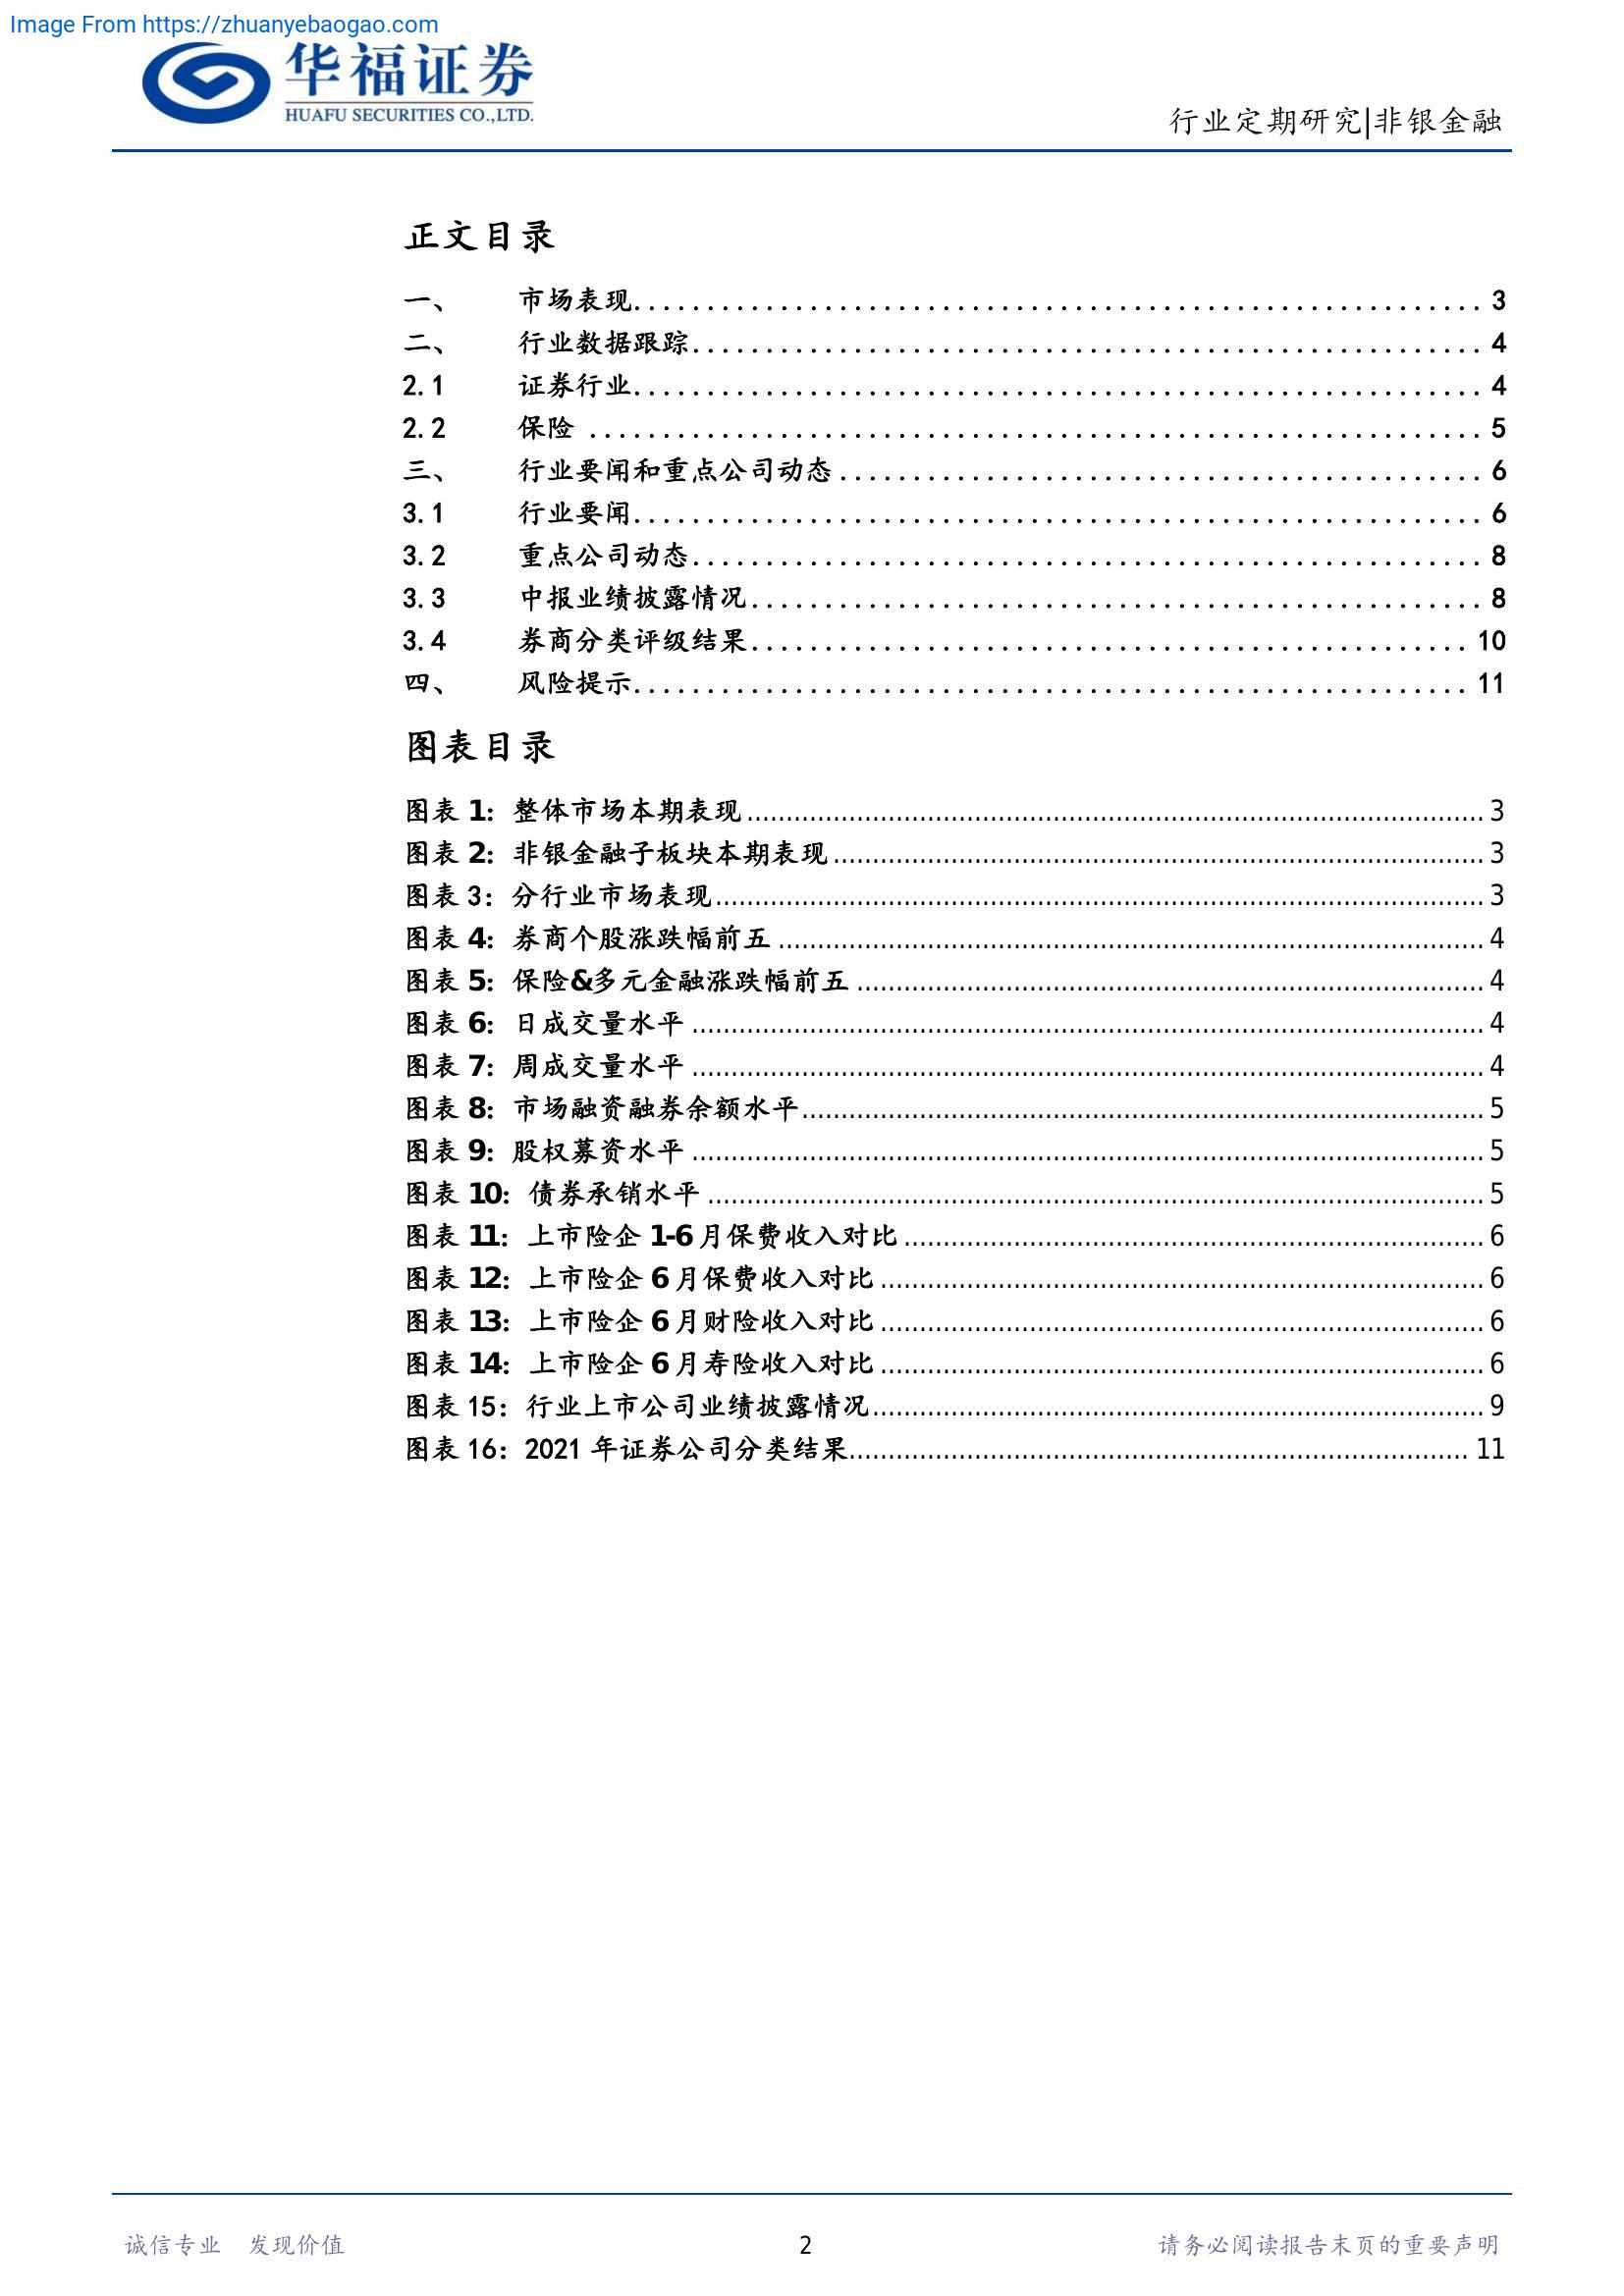 Image From https://zhuanyebaogao.com
华福证券
HUAFU SECURITIES CO.,LTD.
行业定期研究|非银金融
正文目录
一、 市场表现 3
二、 行业数据跟踪 4
2.1 证券行业 4
2.2 保险 5
三、 行业要闻和重点公司动态 6
3.1 行业要闻 6
3.2 重点公司动态 8
3.3 中报业绩披露情况 8
3.4 券商分类评级结果 10
四、 风险提示 11
图表目录
图表 1：整体市场本期表现 3
图表 2：非银金融子板块本期表现 3
图表 3：分行业市场表现 3
图表 4：券商个股涨跌幅前五 4
图表 5：保险&多元金融涨跌幅前五 4
图表 6：日成交量水平 4
图表 7：周成交量水平 4
图表 8：市场融资融券余额水平 5
图表 9：股权募资水平 5
图表 10：债券承销水平 5
图表 11：上市险企 1-6 月保费收入对比 6
图表 12：上市险企 6 月保费收入对比 6
图表 13：上市险企 6 月财险收入对比 6
图表 14：上市险企 6 月寿险收入对比 6
图表 15：行业上市公司业绩披露情况 9
图表 16：2021 年证券公司分类结果 11
诚信专业 发现价值 2 请务必阅读报告末页的重要声明